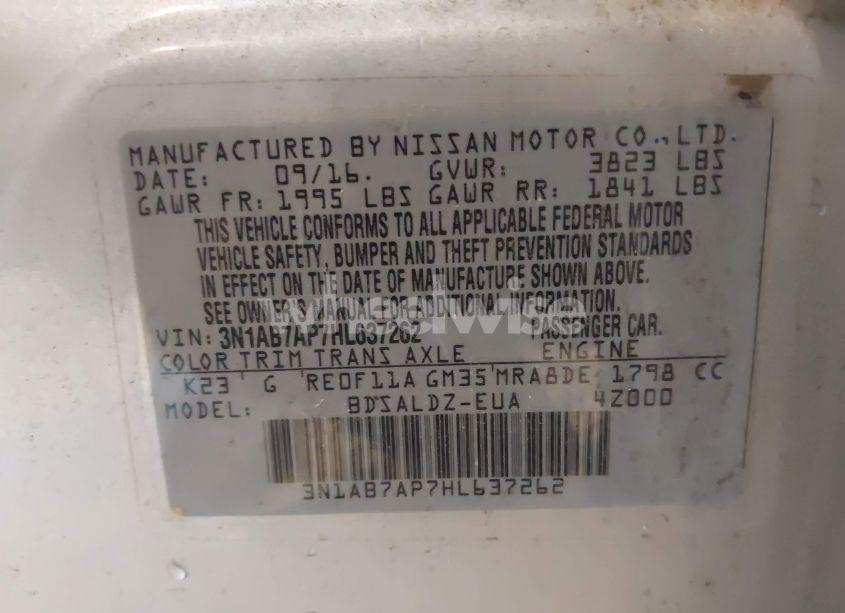 MANUFACTURED BY NISSAN MOTOR CO.,LTD.
DATE: 09/16. GVWR: 3823 LBS
GAWR FR: 1995 LBS GAWR RR: 1841 LBS
THIS VEHICLE CONFORMS TO ALL APPLICABLE FEDERAL MOTOR
VEHICLE SAFETY, BUMPER AND THEFT PREVENTION STANDARDS
IN EFFECT ON THE DATE OF MANUFACTURE SHOWN ABOVE.
SEE OWNER'S MANUAL FOR ADDITIONAL INFORMATION.
VIN: 3N1AB7AP7HL637262 PASSENGER CAR.
COLOR TRIM TRANS AXLE ENGINE
K23 G RE0F11A GM35 MRA8DE 1798 CC
MODEL: BDSALDZ-EUA 4Z000
3N1AB7AP7HL637262